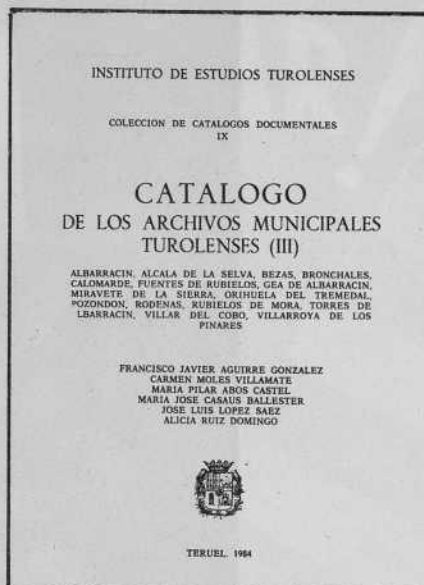 INSTITUTO DE ESTUDIOS TUROLENSES
COLECCION DE CATALOGOS DOCUMENTALES
IX
CATALOGO
DE LOS ARCHIVOS MUNICIPALES
TUROLENSES (III)
ALBARRACIN, ALCALA DE LA SELVA, BEZAS, BRONCHALES,
CALOMARDE, FUENTES DE RUBIELOS, GEA DE ALBARRACIN,
MIRAVETE DE LA SIERRA, ORIHUELA DEL TREMEDAL,
POZONDON, RODENAS, RUBIELOS DE MORA, TORRES DE
LBARRACIN, VILLAR DEL COBO, VILLARROYA DE LOS
PINARES
FRANCISCO JAVIER AGUIRRE GONZALEZ
CARMEN MOLES VILLAMATE
MARIA PILAR ABOS CASTEL
MARIA JOSE CASAUS BALLESTER
JOSE LUIS LOPEZ SAEZ
ALICIA RUIZ DOMINGO
TERUEL, 1984